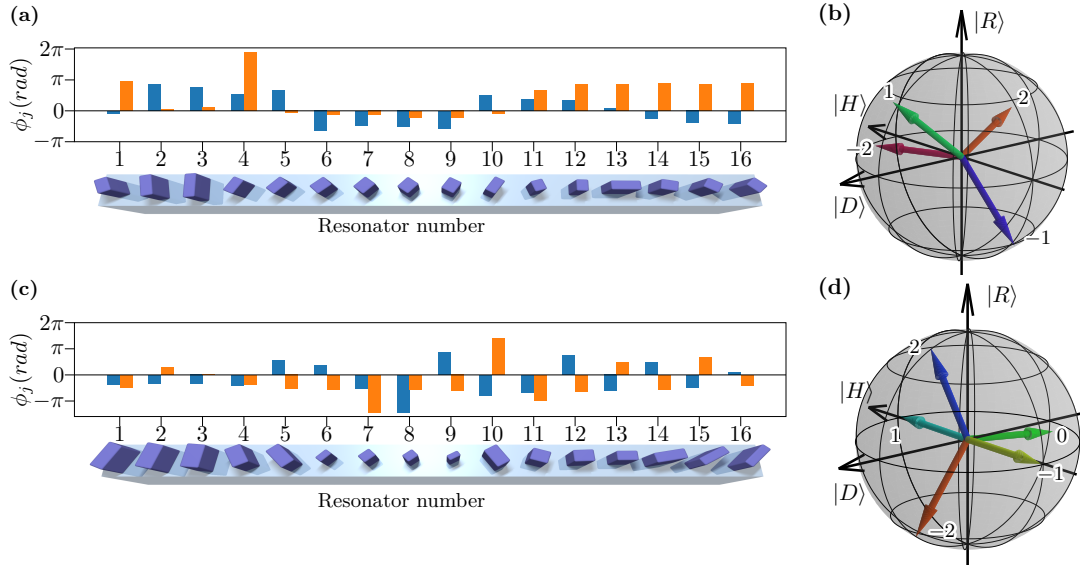 (a)
2π
π
0
−π
ϕ_j(rad)
1 2 3 4 5 6 7 8 9 10 11 12 13 14 15 16
Resonator number
(b)
|R⟩
|H⟩
|D⟩
1
2
−2
−1
(c)
2π
π
0
−π
ϕ_j(rad)
1 2 3 4 5 6 7 8 9 10 11 12 13 14 15 16
Resonator number
(d)
|R⟩
|H⟩
|D⟩
2
1
0
−1
−2